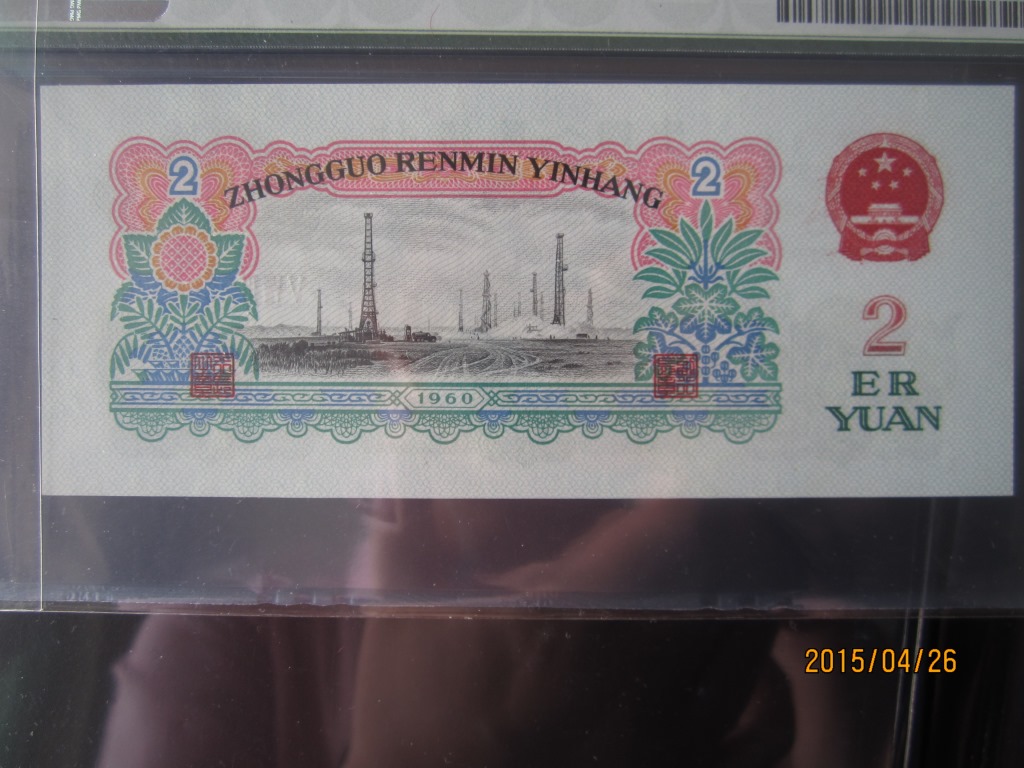 2
2
ZHONGGUO RENMIN YINHANG
2
ER
YUAN
1960
2015/04/26